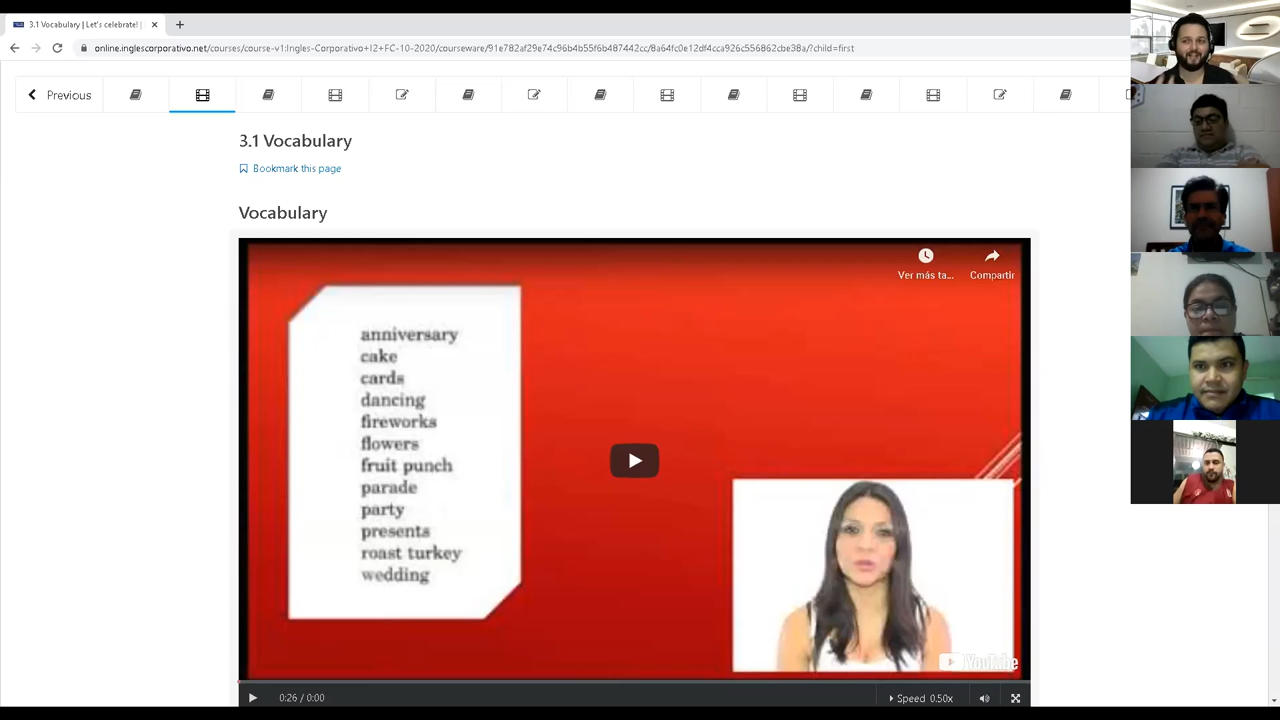 3.1 Vocabulary | Let's celebrate! |
online.inglescorporativo.net/courses/course-v1:Ingles-Corporativo+I2+FC-10-2020/courseware/91e782af29e74c96b4b55f6b487442cc/8a64fc0e12df4cca926c556862cbe38a/?child=first
Previous
3.1 Vocabulary
Bookmark this page
Vocabulary
Ver más ta...
Compartir
anniversary
cake
cards
dancing
fireworks
flowers
fruit punch
parade
party
presents
roast turkey
wedding
YouTube
0:26 / 0:00
Speed 0.50x